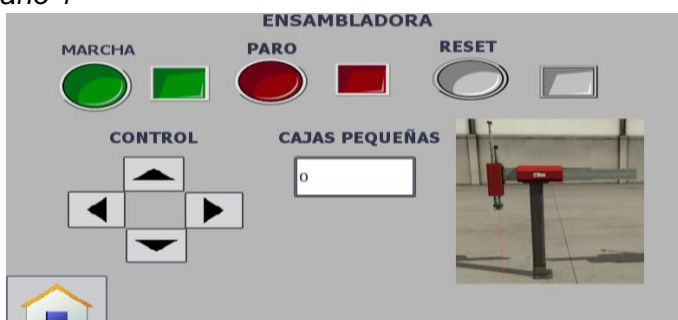 ENSAMBLADORA
MARCHA
PARO
RESET
CONTROL
CAJAS PEQUEÑAS
0